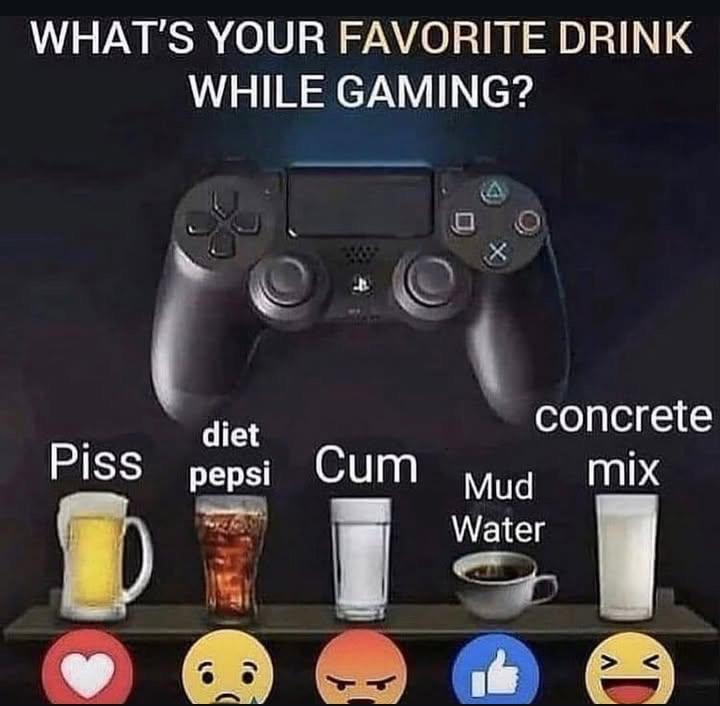 WHAT'S YOUR FAVORITE DRINK
WHILE GAMING?
Piss
diet
pepsi
Cum
Mud
Water
concrete
mix